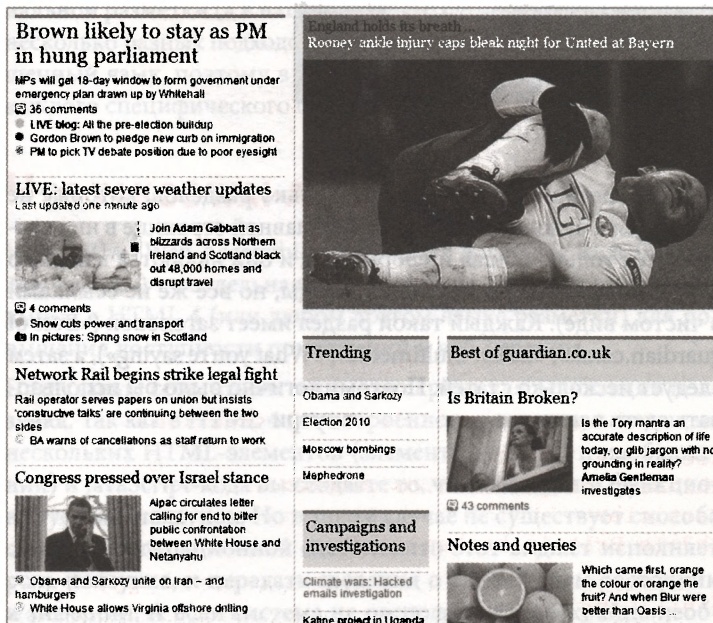 Brown likely to stay as PM
in hung parliament
MPs will get 18-day window to form government under
emergency plan drawn up by Whitehall
36 comments
LIVE blog: All the pre-election buildup
Gordon Brown to pledge new curb on immigration
PM to pick TV debate position due to poor eyesight
LIVE: latest severe weather updates
Last updated one minute ago
Join Adam Gabbatt as
blizzards across Northern
Ireland and Scotland black
out 48,000 homes and
disrupt travel
4 comments
Snow cuts power and transport
In pictures: Spring snow in Scotland
Network Rail begins strike legal fight
Rail operator serves papers on union but insists
'constructive talks' are continuing between the two
sides
BA warns of cancellations as staff return to work
Congress pressed over Israel stance
Aipac circulates letter
calling for end to bitter
public confrontation
between White House and
Netanyahu
Obama and Sarkozy unite on Iran – and
hamburgers
White House allows Virginia offshore drilling
England holds its breath ...
Rooney ankle injury caps bleak night for United at Bayern
IG
Trending
Obama and Sarkozy
Election 2010
Moscow bombings
Mephedrone
Campaigns and
investigations
Climate wars: Hacked
emails investigation
Katine project in Uganda
Best of guardian.co.uk
Is Britain Broken?
Is the Tory mantra an
accurate description of life
today, or glib jargon with no
grounding in reality?
Amelia Gentleman
investigates
43 comments
Notes and queries
Which came first, orange
the colour or orange the
fruit? And when Blur were
better than Oasis ...